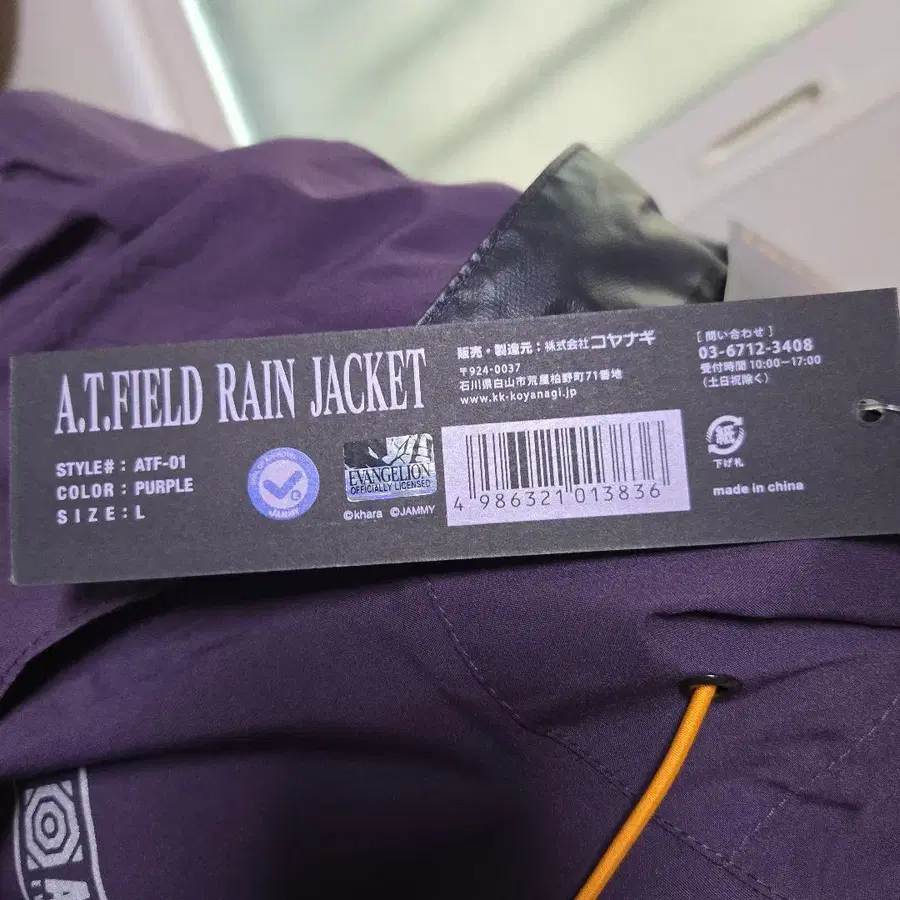 A.T.FIELD RAIN JACKET
STYLE#: ATF-01
COLOR: PURPLE
SIZE: L
JAMMY
EVANGELION
OFFICIALLY LICENSED
©khara ©JAMMY
販売・製造元:株式会社コヤナギ
〒924-0037
石川県白山市荒屋柏野町71番地
www.kk-koyanagi.jp
4 986321 013836
[問い合わせ]
03-6712-3408
受付時間 10:00〜17:00
(土日祝除く)
紙
下げ札
made in china